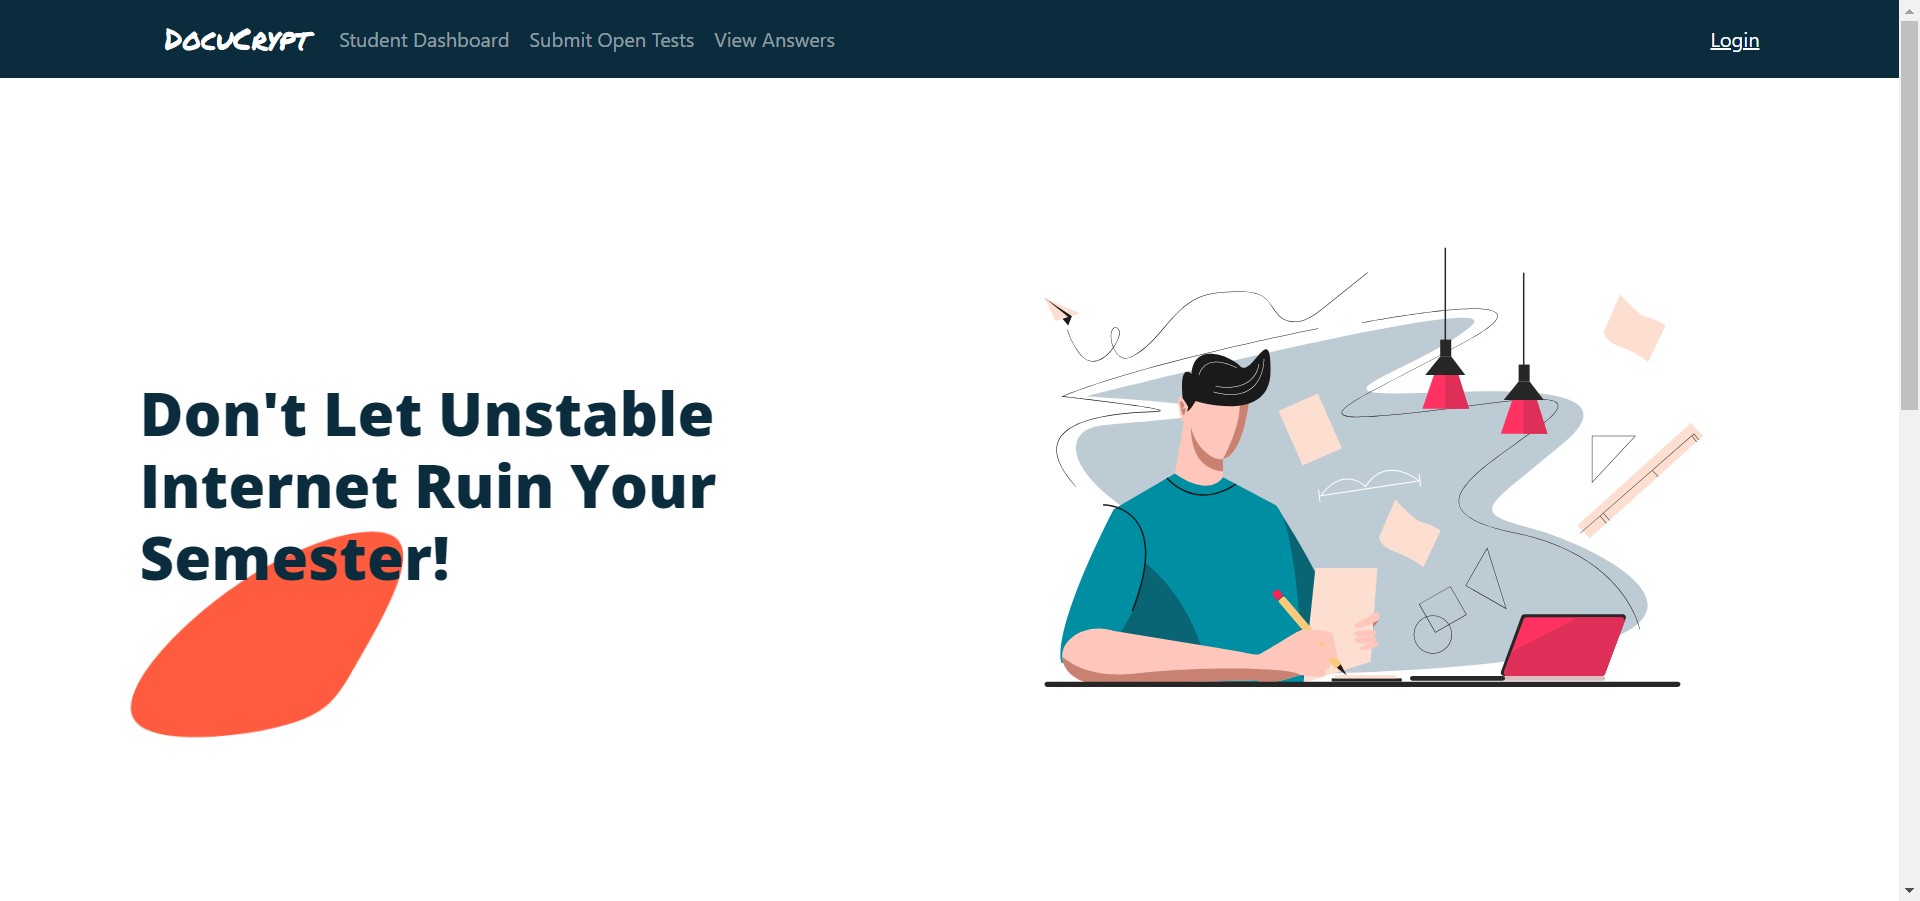 DocuCrypt Student Dashboard Submit Open Tests View Answers Login
Don't Let Unstable
Internet Ruin Your
Semester!